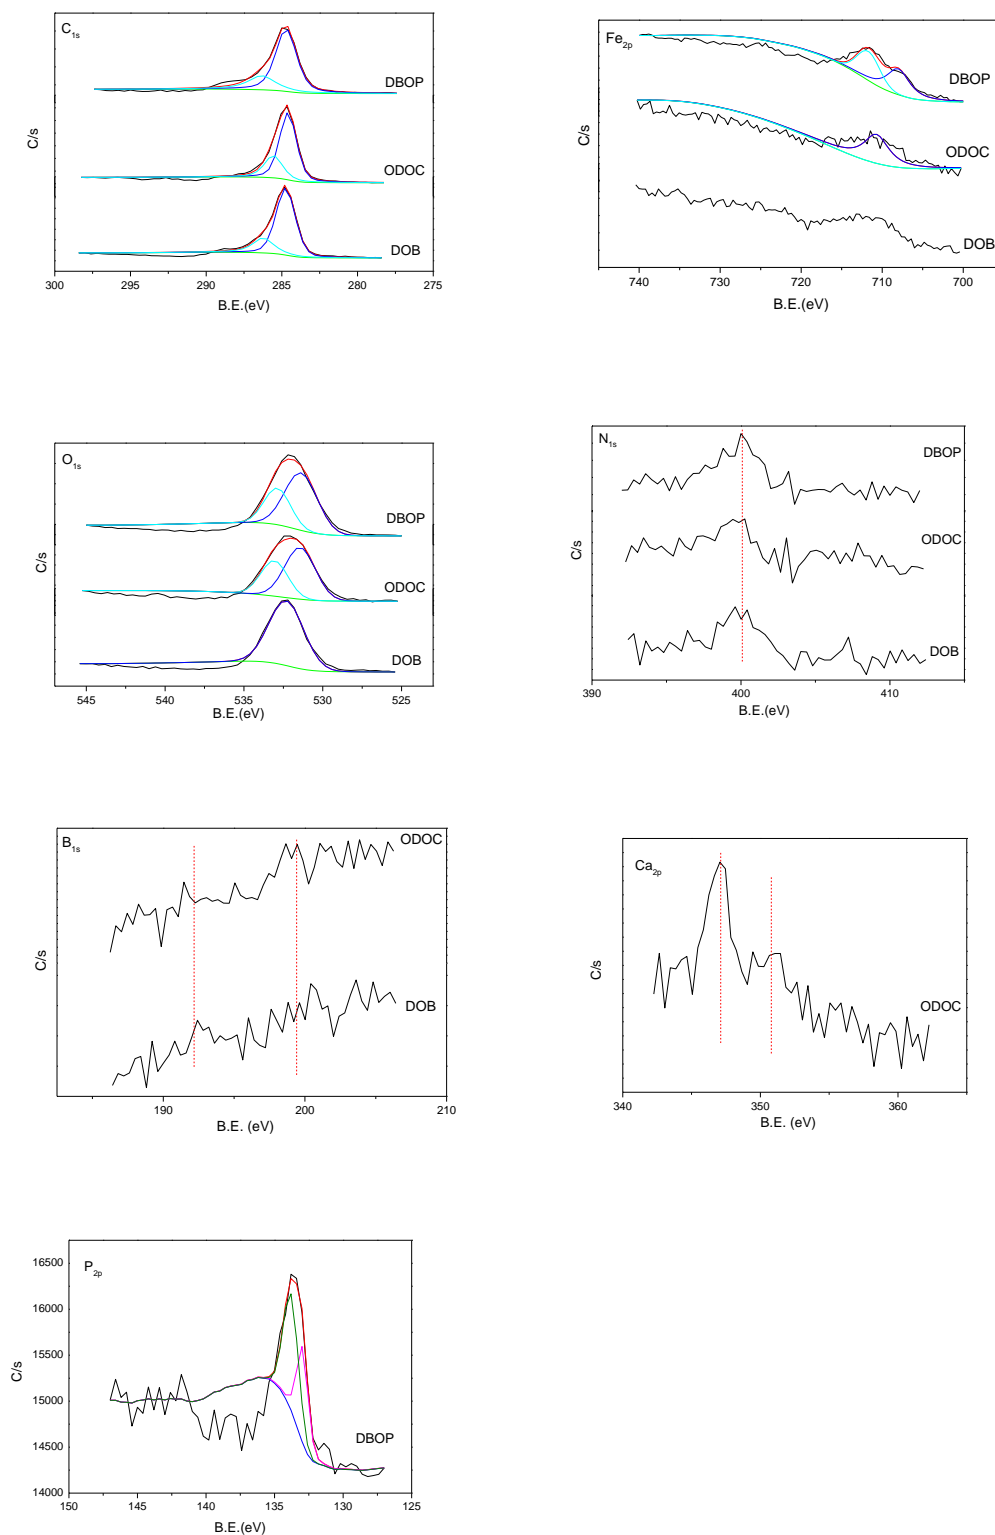 C1s
DBOP
ODOC
DOB
C/s
300 295 290 285 280 275
B.E.(eV)
Fe2p
DBOP
ODOC
DOB
C/s
740 730 720 710 700
B.E.(eV)
O1s
DBOP
ODOC
DOB
C/s
545 540 535 530 525
B.E.(eV)
N1s
DBOP
ODOC
DOB
C/s
390 400 410
B.E.(eV)
B1s
ODOC
DOB
C/s
190 200 210
B.E. (eV)
Ca2p
ODOC
C/s
340 350 360
B.E.(eV)
P2p
16500
16000
15500
15000
14500
14000
C/s
DBOP
150 145 140 135 130 125
B.E.(eV)